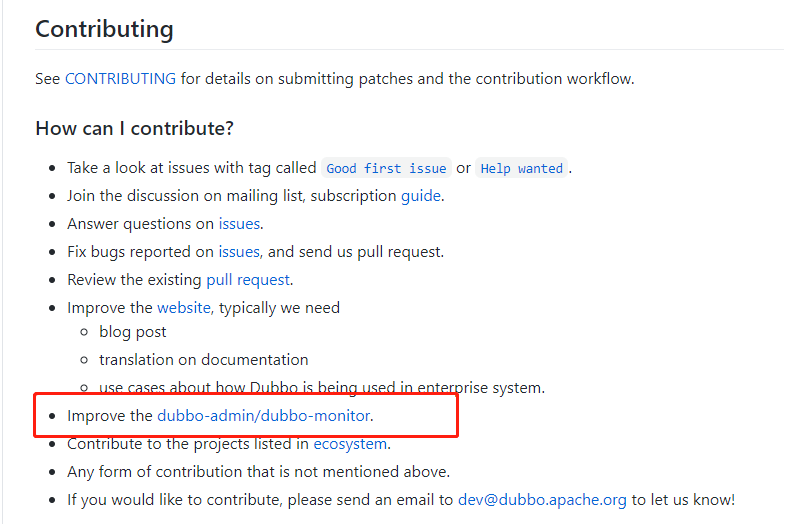 Contributing
See CONTRIBUTING for details on submitting patches and the contribution workflow.
How can I contribute?
Take a look at issues with tag called Good first issue or Help wanted.
Join the discussion on mailing list, subscription guide.
Answer questions on issues.
Fix bugs reported on issues, and send us pull request.
Review the existing pull request.
Improve the website, typically we need
blog post
translation on documentation
use cases about how Dubbo is being used in enterprise system.
Improve the dubbo-admin/dubbo-monitor.
Contribute to the projects listed in ecosystem.
Any form of contribution that is not mentioned above.
If you would like to contribute, please send an email to dev@dubbo.apache.org to let us know!